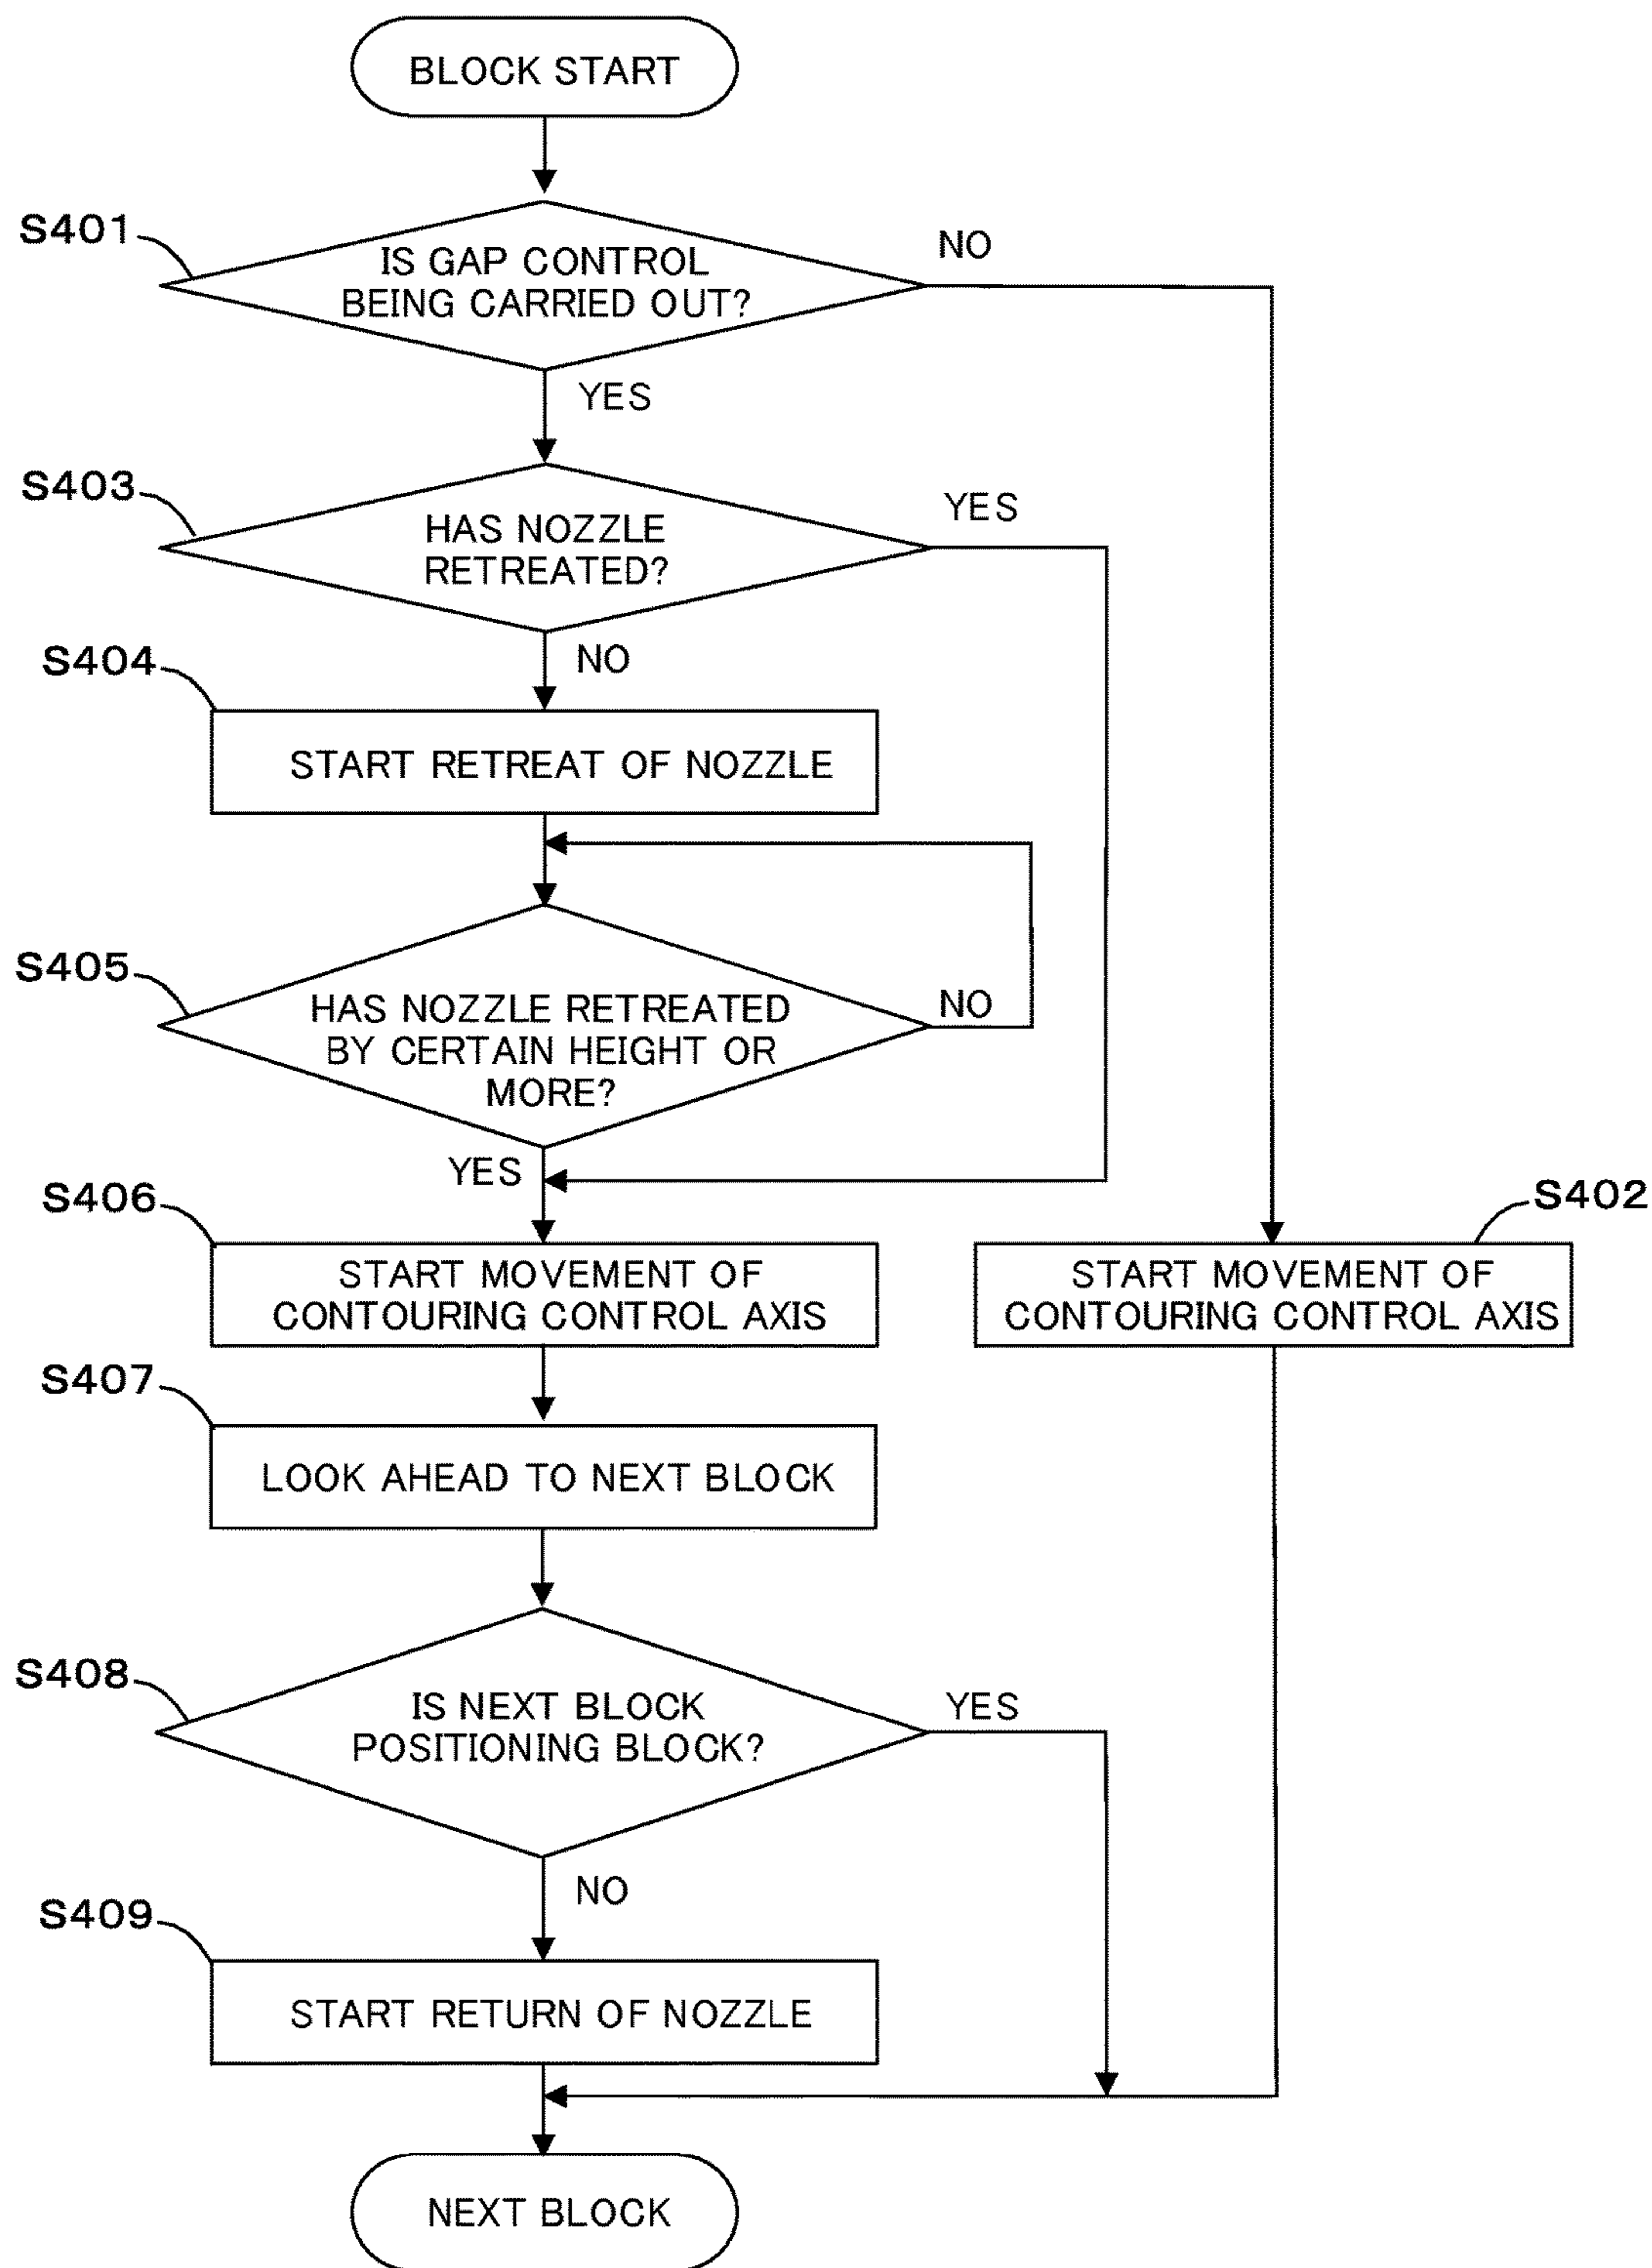 BLOCK START
S401
IS GAP CONTROL
BEING CARRIED OUT?
NO
YES
S403
HAS NOZZLE
RETREATED?
YES
NO
S404
START RETREAT OF NOZZLE
S405
HAS NOZZLE RETREATED
BY CERTAIN HEIGHT OR
MORE?
NO
YES
S406
START MOVEMENT OF
CONTOURING CONTROL AXIS
S402
START MOVEMENT OF
CONTOURING CONTROL AXIS
S407
LOOK AHEAD TO NEXT BLOCK
S408
IS NEXT BLOCK
POSITIONING BLOCK?
YES
NO
S409
START RETURN OF NOZZLE
NEXT BLOCK